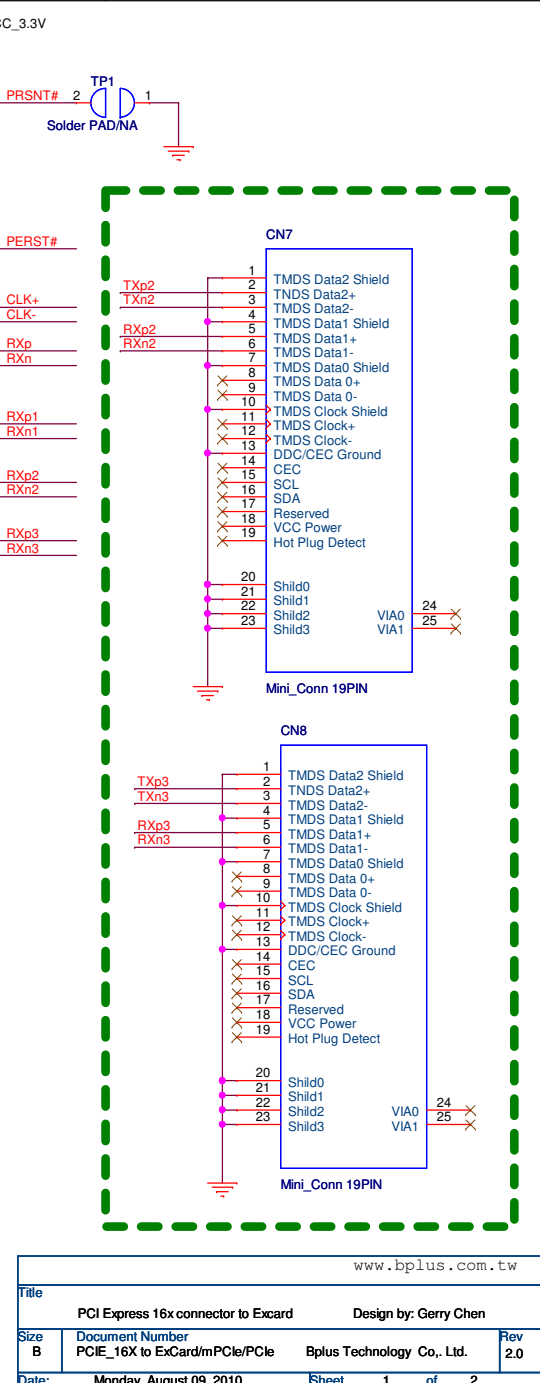 C_3.3V
TP1
PRSNT# 2 1
Solder PAD/NA
PERST#
CLK+
CLK-
RXp
RXn
RXp1
RXn1
RXp2
RXn2
RXp3
RXn3
CN7
1 TMDS Data2 Shield
TXp2 2 TNDS Data2+
TXn2 3 TMDS Data2-
4 TMDS Data1 Shield
RXp2 5 TMDS Data1+
RXn2 6 TMDS Data1-
7 TMDS Data0 Shield
8 TMDS Data 0+
9 TMDS Data 0-
10 TMDS Clock Shield
11 TMDS Clock+
12 TMDS Clock-
13 DDC/CEC Ground
14 CEC
15 SCL
16 SDA
17 Reserved
18 VCC Power
19 Hot Plug Detect
20 Shild0
21 Shild1
22 Shild2 VIA0 24
23 Shild3 VIA1 25
Mini_Conn 19PIN
CN8
1 TMDS Data2 Shield
TXp3 2 TNDS Data2+
TXn3 3 TMDS Data2-
4 TMDS Data1 Shield
RXp3 5 TMDS Data1+
RXn3 6 TMDS Data1-
7 TMDS Data0 Shield
8 TMDS Data 0+
9 TMDS Data 0-
10 TMDS Clock Shield
11 TMDS Clock+
12 TMDS Clock-
13 DDC/CEC Ground
14 CEC
15 SCL
16 SDA
17 Reserved
18 VCC Power
19 Hot Plug Detect
20 Shild0
21 Shild1
22 Shild2 VIA0 24
23 Shild3 VIA1 25
Mini_Conn 19PIN
www.bplus.com.tw
Title
PCI Express 16x connector to Excard Design by: Gerry Chen
Size Document Number Rev
B PCIE_16X to ExCard/mPCIe/PCIe Bplus Technology Co,. Ltd. 2.0
Date: Monday, August 09, 2010 Sheet 1 of 2